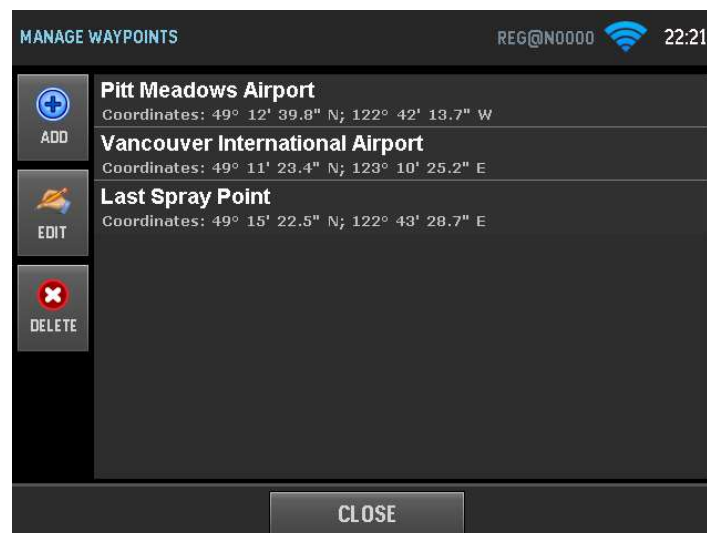 MANAGE WAYPOINTS REG@N0000 22:21
ADD
Pitt Meadows Airport
Coordinates: 49° 12' 39.8" N; 122° 42' 13.7" W
Vancouver International Airport
Coordinates: 49° 11' 23.4" N; 123° 10' 25.2" E
EDIT
Last Spray Point
Coordinates: 49° 15' 22.5" N; 122° 43' 28.7" E
DELETE
CLOSE